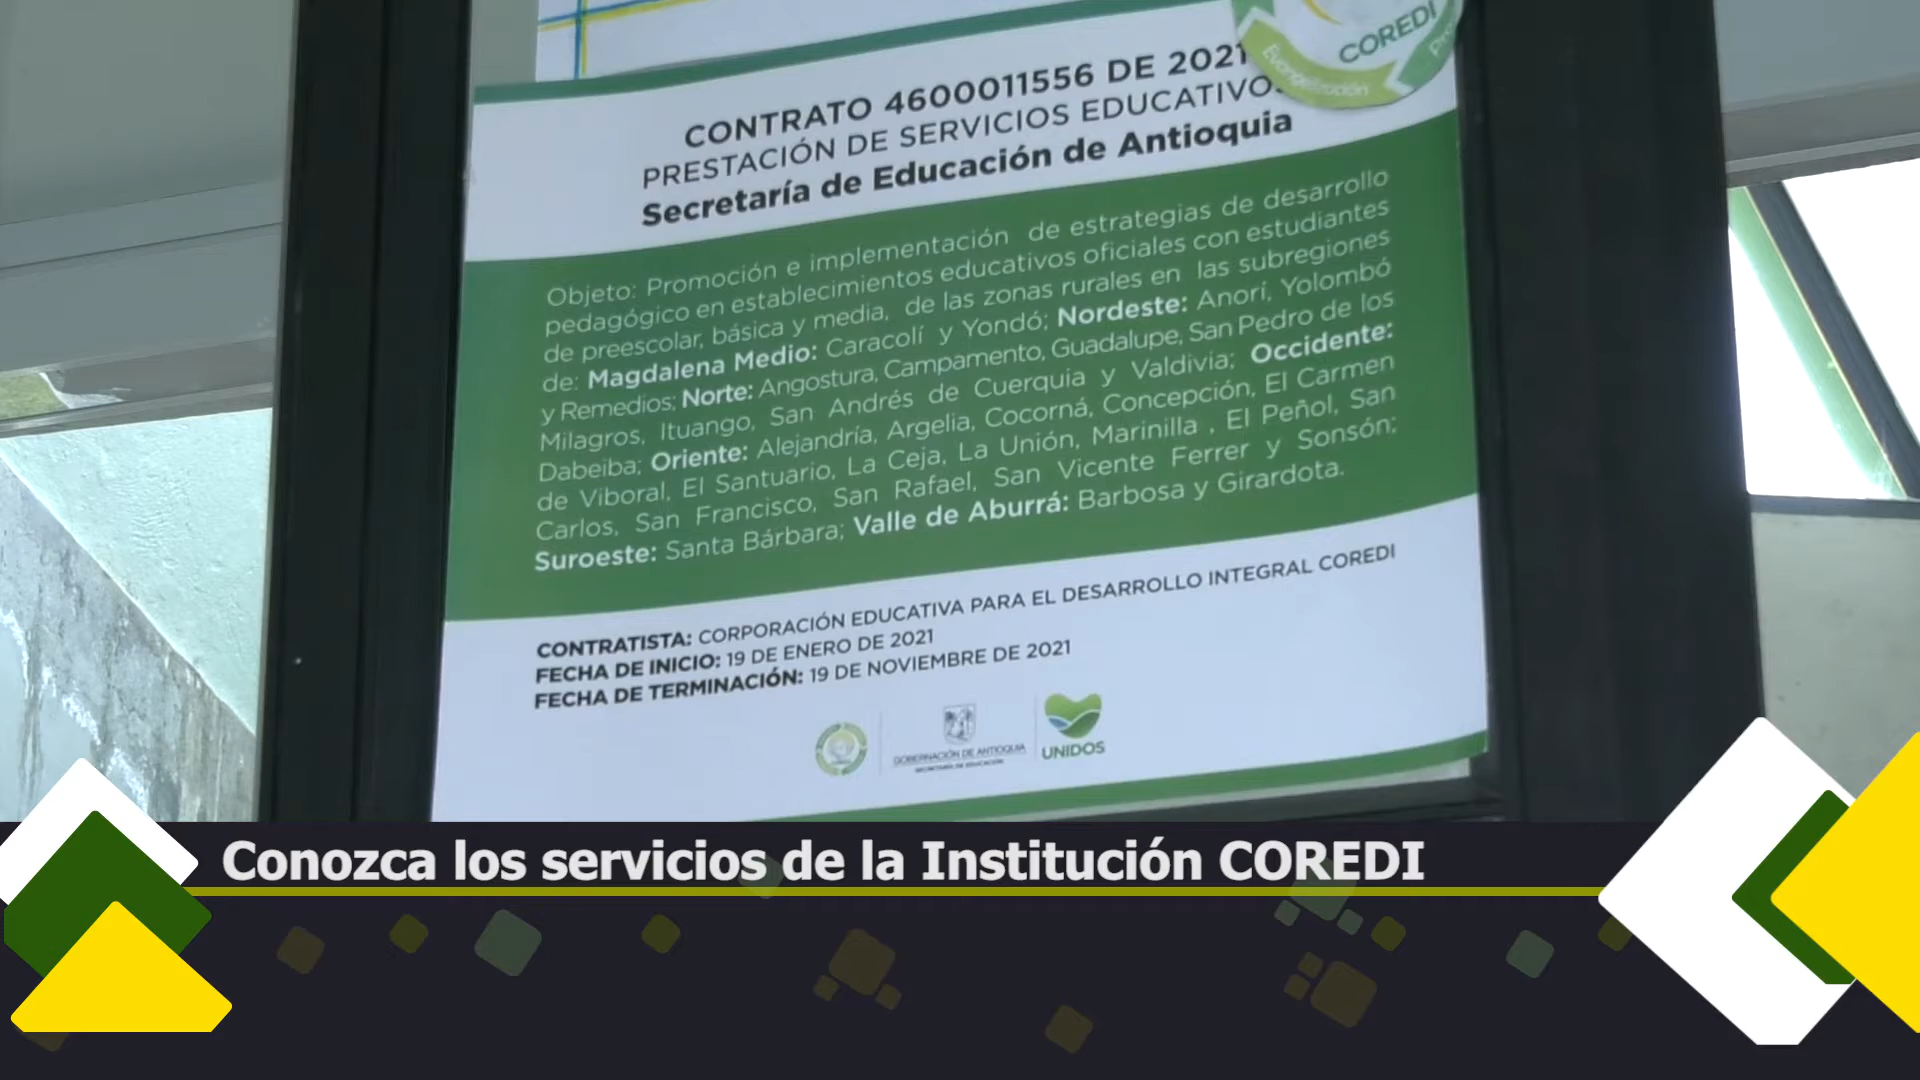 COREDI
Evangelización
CONTRATO 4600011556 DE 2021
PRESTACIÓN DE SERVICIOS EDUCATIVOS
Secretaría de Educación de Antioquia
Objeto: Promoción e implementación de estrategias de desarrollo
pedagógico en establecimientos educativos oficiales con estudiantes
de preescolar, básica y media, de las zonas rurales en las subregiones
de: Magdalena Medio: Caracolí y Yondó; Nordeste: Anorí, Yolombó
y Remedios; Norte: Angostura, Campamento, Guadalupe, San Pedro de los
Milagros, Ituango, San Andrés de Cuerquia y Valdivia; Occidente:
Dabeiba; Oriente: Alejandría, Argelia, Cocorná, Concepción, El Carmen
de Viboral, El Santuario, La Ceja, La Unión, Marinilla , El Peñol, San
Carlos, San Francisco, San Rafael, San Vicente Ferrer y Sonsón;
Suroeste: Santa Bárbara; Valle de Aburrá: Barbosa y Girardota.
CONTRATISTA: CORPORACIÓN EDUCATIVA PARA EL DESARROLLO INTEGRAL COREDI
FECHA DE INICIO: 19 DE ENERO DE 2021
FECHA DE TERMINACIÓN: 19 DE NOVIEMBRE DE 2021
GOBERNACIÓN DE ANTIOQUIA
SECRETARÍA DE EDUCACIÓN
UNIDOS
Conozca los servicios de la Institución COREDI